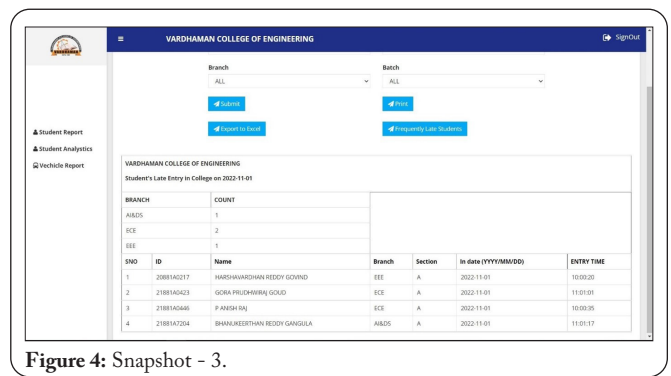 VARDHAMAN
VARDHAMAN COLLEGE OF ENGINEERING
SignOut
Branch
Batch
ALL
ALL
Submit
Print
Export to Excel
Frequently Late Students
Student Report
Student Analystics
Vechicle Report
VARDHAMAN COLLEGE OF ENGINEERING
Student's Late Entry in College on 2022-11-01
BRANCH COUNT
AI&DS 1
ECE 2
EEE 1
SNO ID Name Branch Section In date (YYYY/MM/DD) ENTRY TIME
1 20881A0217 HARSHAVARDHAN REDDY GOVIND EEE A 2022-11-01 10:00:20
2 21881A0423 GORA PRUDHWIRAJ GOUD ECE A 2022-11-01 11:01:01
3 21881A0446 P ANISH RAJ ECE A 2022-11-01 10:00:35
4 21881A7204 BHANUKEERTHAN REDDY GANGULA AI&DS A 2022-11-01 11:01:17
Figure 4: Snapshot - 3.